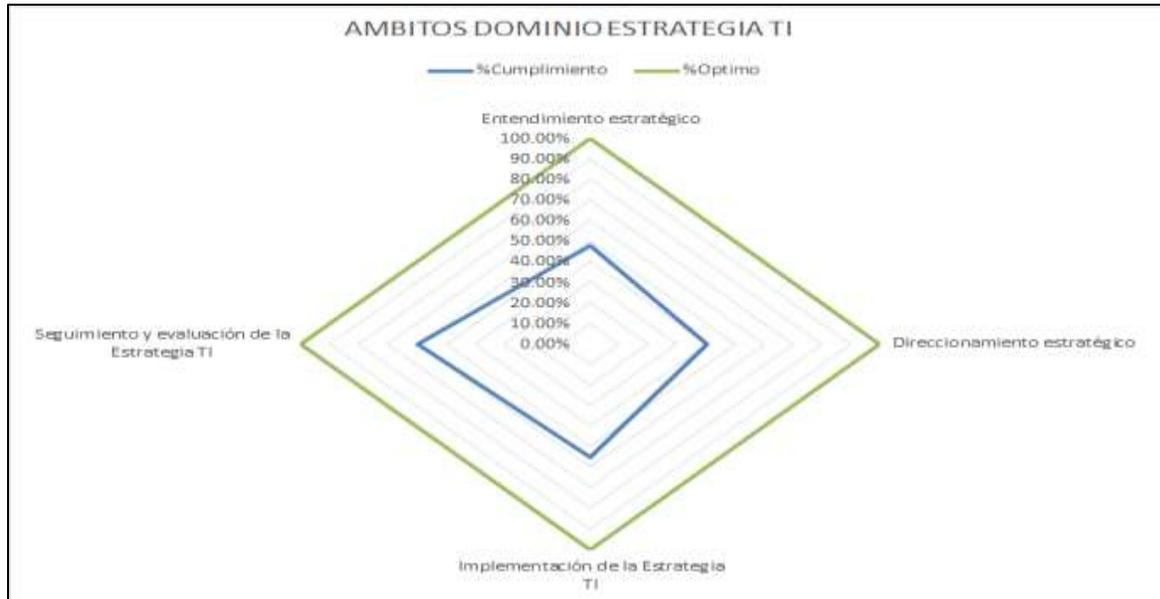 AMBITOS DOMINIO ESTRATEGIA TI
%Cumplimiento %Optimo
Entendimiento estratégico
100.00%
90.00%
80.00%
70.00%
60.00%
50.00%
40.00%
30.00%
20.00%
10.00%
0.00%
Seguimiento y evaluación de la
Estrategia TI
Direccionamiento estratégico
Implementación de la Estrategia
TI